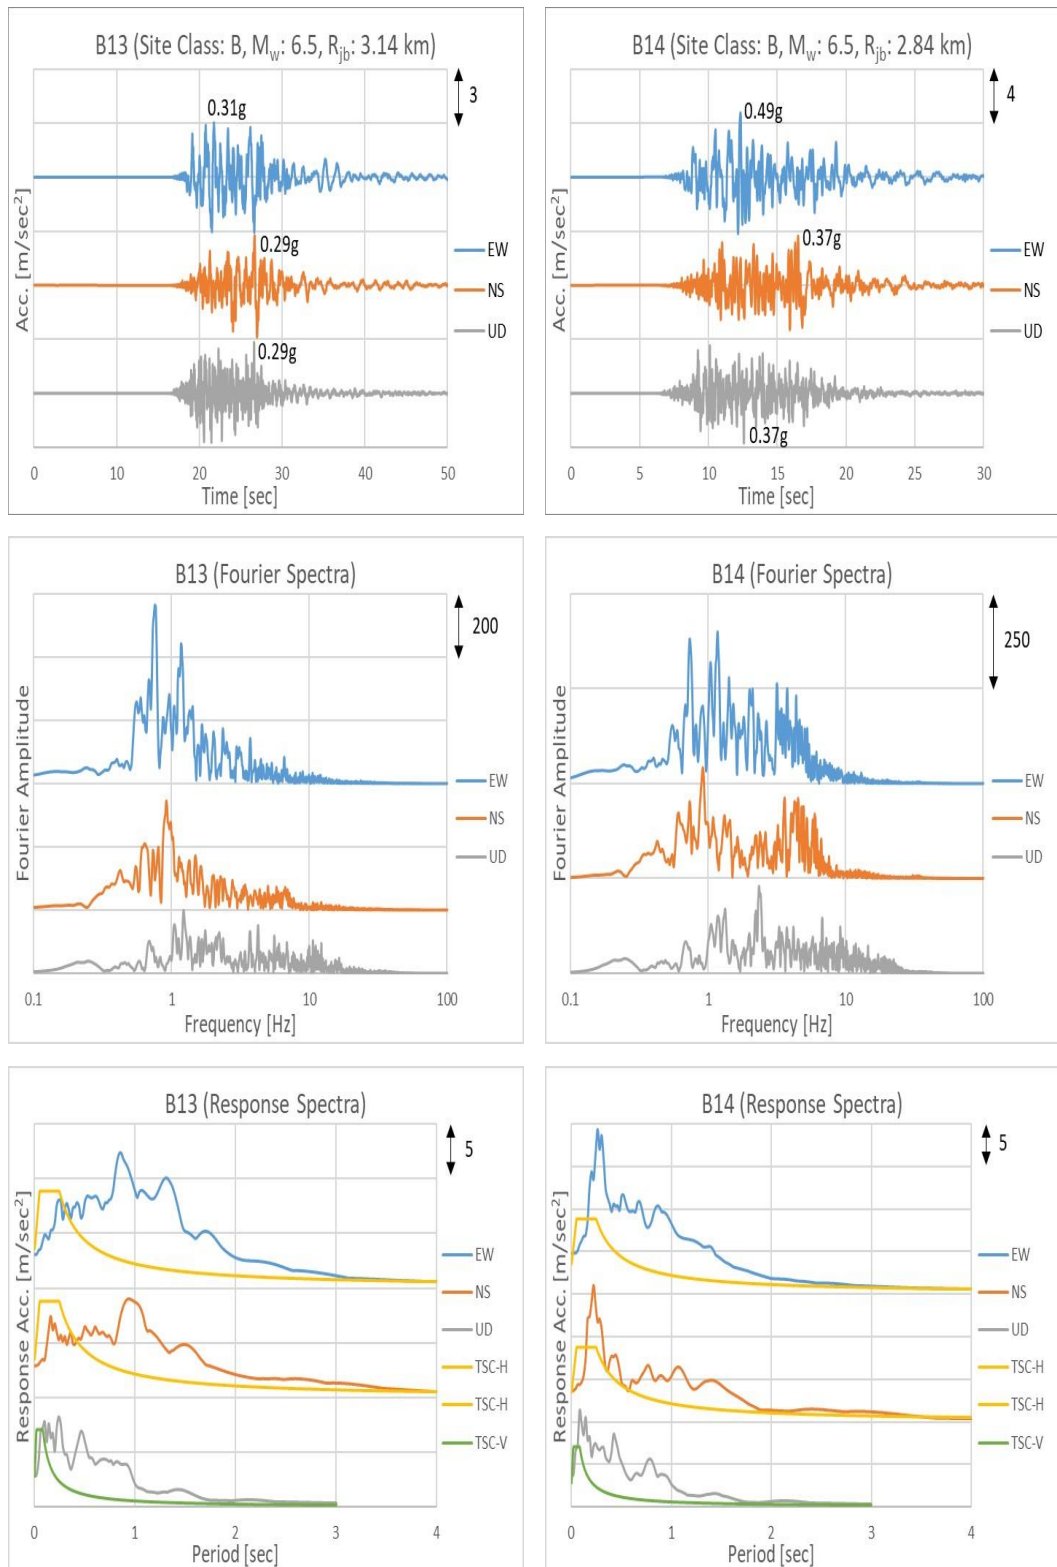 B13 (Site Class: B, Mw: 6.5, Rjb: 3.14 km)
3
0.31g
0.29g
0.29g
Acc. [m/sec²]
EW
NS
UD
0 10 20 30 40 50
Time [sec]
B14 (Site Class: B, Mw: 6.5, Rjb: 2.84 km)
4
0.49g
0.37g
0.37g
Acc. [m/sec²]
EW
NS
UD
0 5 10 15 20 25 30
Time [sec]
B13 (Fourier Spectra)
200
Fourier Amplitude
EW
NS
UD
0.1 1 10 100
Frequency [Hz]
B14 (Fourier Spectra)
250
Fourier Amplitude
EW
NS
UD
0.1 1 10 100
Frequency [Hz]
B13 (Response Spectra)
5
Response Acc. [m/sec²]
EW
NS
UD
TSC-H
TSC-H
TSC-V
0 1 2 3 4
Period [sec]
B14 (Response Spectra)
5
Response Acc. [m/sec²]
EW
NS
UD
TSC-H
TSC-H
TSC-V
0 1 2 3 4
Period [sec]